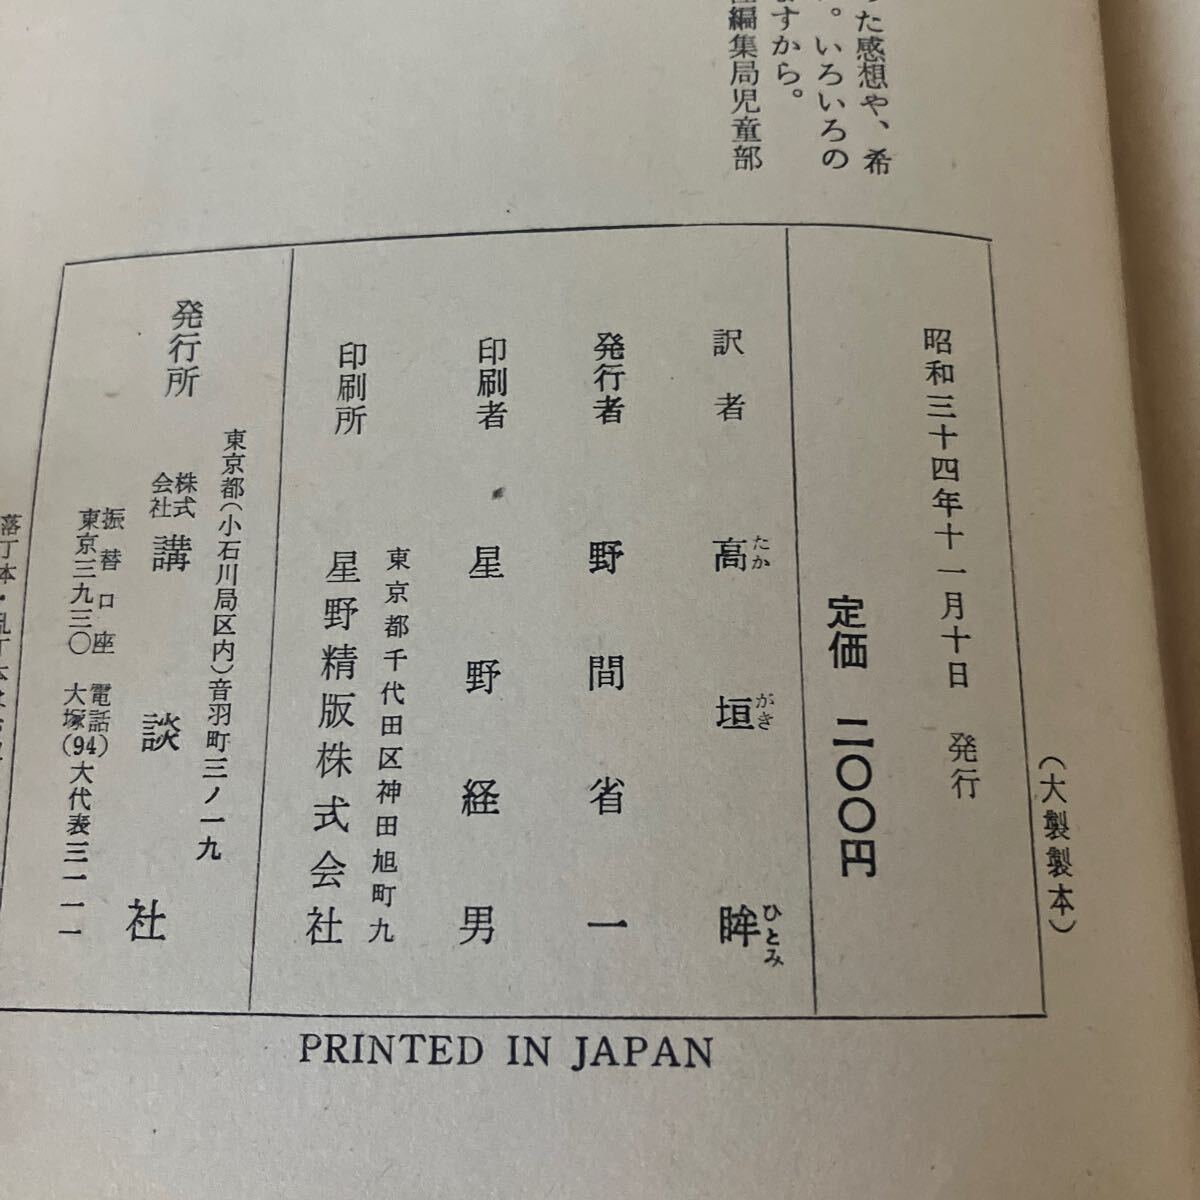 った感想や、希
。いろいろの
ますから。
編集局児童部
昭和三十四年十一月十日　発行
（大製製本）
定価　二〇〇円
訳者　高垣眸
たかがきひとみ
発行者　野間省一
印刷者　星野経男
東京都千代田区神田旭町九
印刷所　星野精版株式会社
東京都（小石川局区内）音羽町三ノ一九
発行所　株式会社　講談社
振替口座　東京三九三〇
電話　大塚(94)大代表三一一一
落丁本・乱丁本
PRINTED IN JAPAN